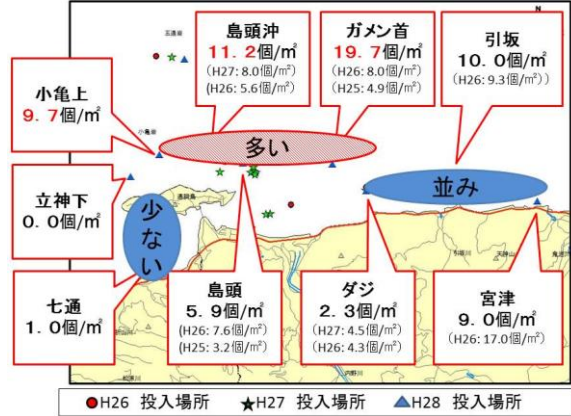 N
島頭沖
11.2個/㎡
(H27: 8.0個/㎡)
(H26: 5.6個/㎡)
ガメン首
19.7個/㎡
(H26: 8.0個/㎡)
(H25: 4.9個/㎡)
引坂
10.0個/㎡
(H26: 9.3個/㎡))
小亀上
9.7個/㎡
多い
立神下
0.0個/㎡
少ない
並み
七通
1.0個/㎡
島頭
5.9個/㎡
(H26: 7.6個/㎡)
(H25: 3.2個/㎡)
ダジ
2.3個/㎡
(H27: 4.5個/㎡)
(H26: 4.3個/㎡)
宮津
9.0個/㎡
(H26: 17.0個/㎡)
●H26 投入場所 ★H27 投入場所 ▲H28 投入場所